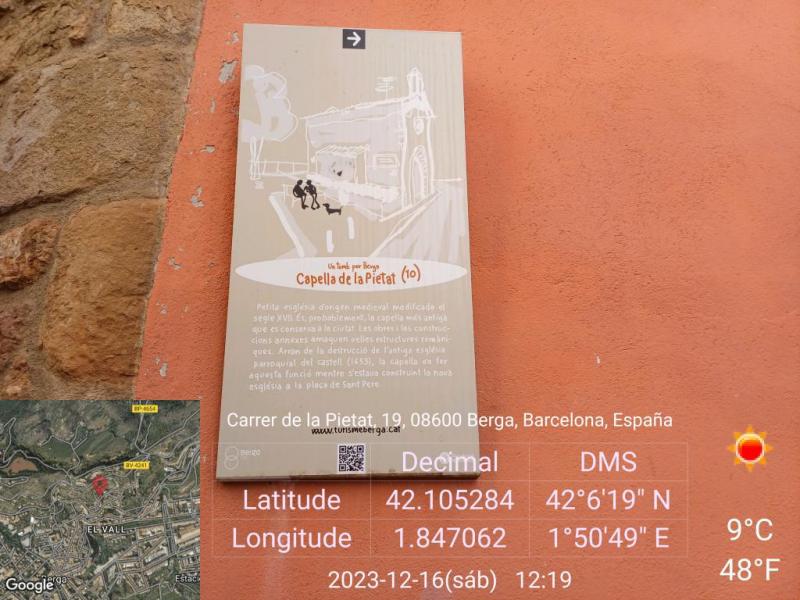 Un tomb per Berga
Capella de la Pietat (10)
Petita església d'origen medieval modificada el
segle XVII. És, probablement, la capella més antiga
que es conserva a la ciutat. Les obres i les construc-
cions annexes amaguen velles estructures romàni-
ques. Arran de la destrucció de l'antiga església
parroquial del castell (1453), la capella va fer
aquesta funció mentre s'estava construint la nova
església a la plaça de Sant Pere.
Carrer de la Pietat, 19, 08600 Berga, Barcelona, España
www.turismeberga.cat
Decimal DMS
Latitude 42.105284 42°6'19" N
Longitude 1.847062 1°50'49" E
2023-12-16(sáb) 12:19
9°C
48°F
BP-4654
BV-4241
EL VALL
Google